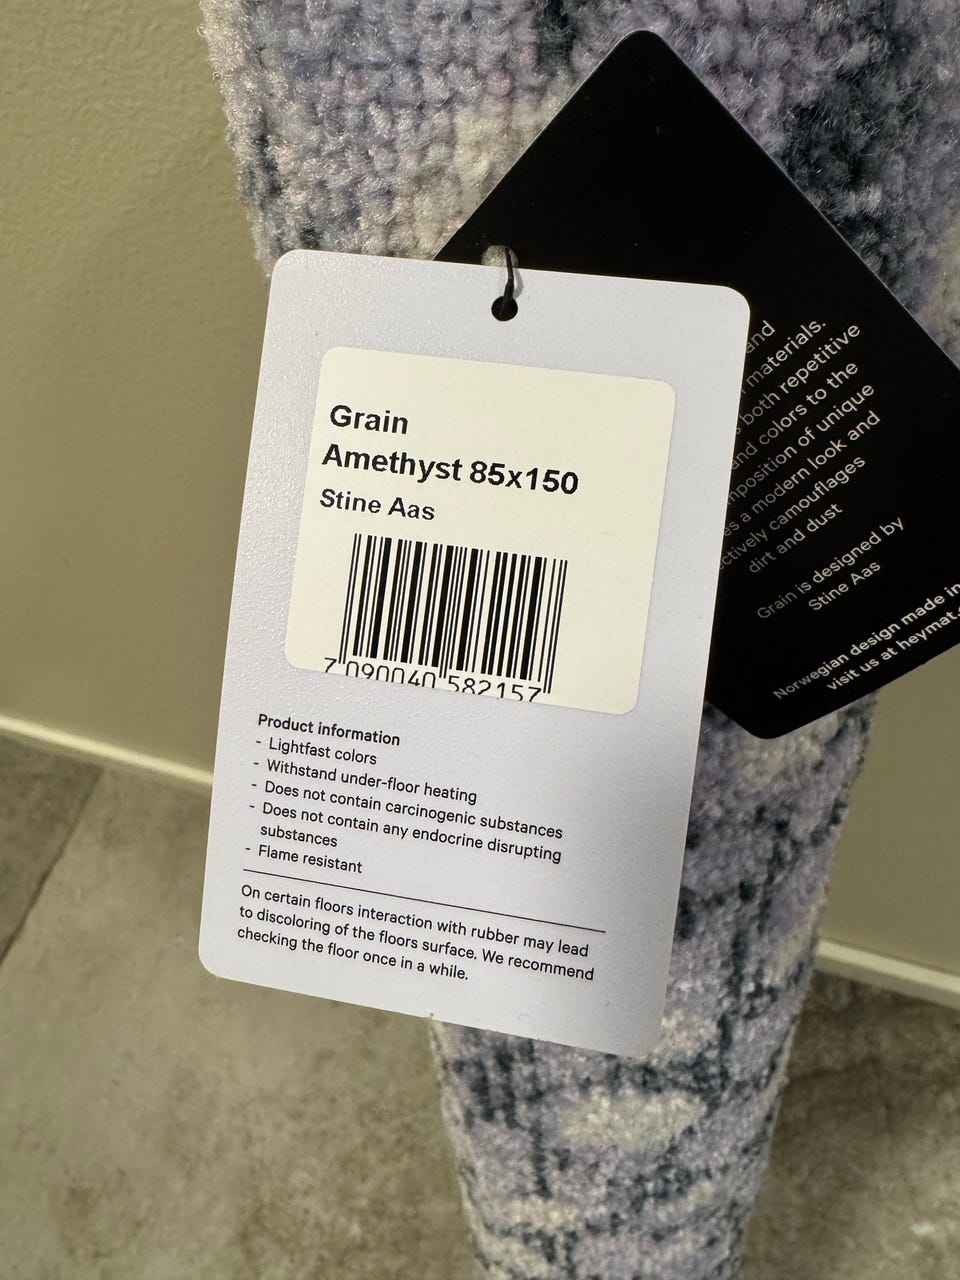 Grain
Amethyst 85x150
Stine Aas
7 090040 582157
Product information
- Lightfast colors
- Withstand under-floor heating
- Does not contain carcinogenic substances
- Does not contain any endocrine disrupting
substances
- Flame resistant
On certain floors interaction with rubber may lead
to discoloring of the floors surface. We recommend
checking the floor once in a while.
and
materials.
both repetitive
and colors to the
of unique
a modern look and
camouflages
dirt and dust
Grain is designed by
Stine Aas
Norwegian design made in
visit us at heymat.